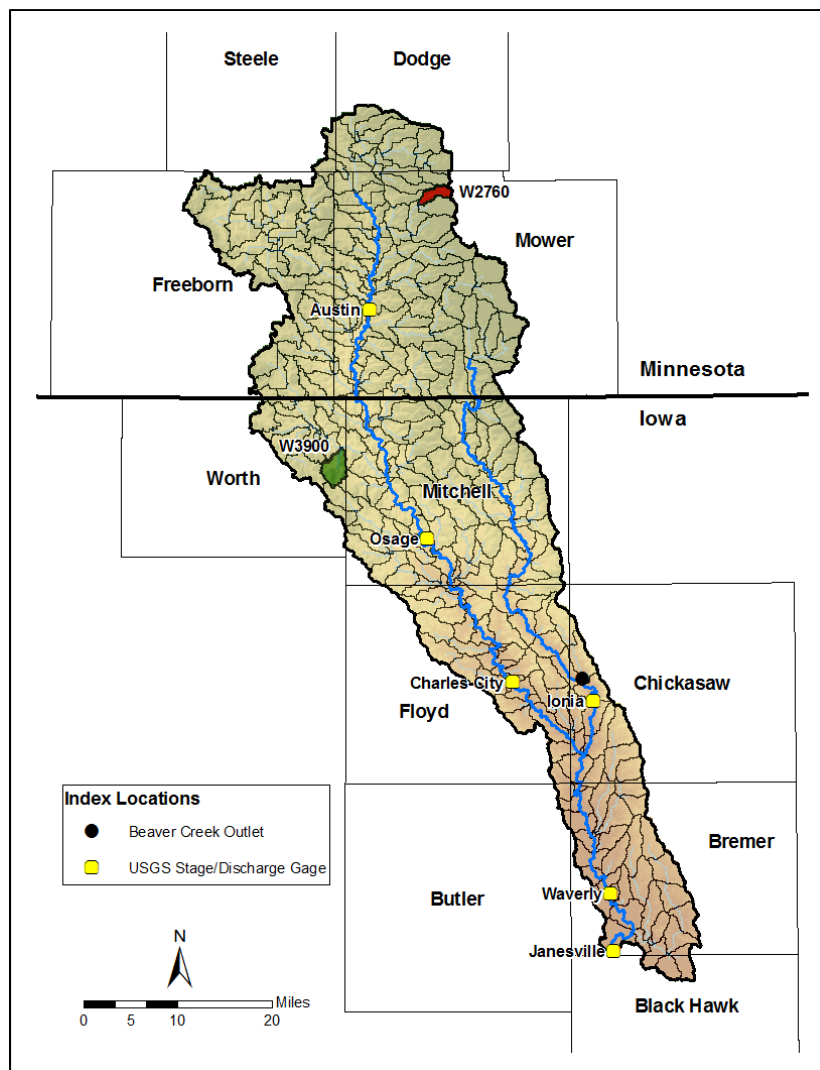 Steele
Dodge
W2760
Mower
Freeborn
Austin
Minnesota
Iowa
W3900
Worth
Mitchell
Osage
Charles City
Chickasaw
Ionia
Floyd
Index Locations
Beaver Creek Outlet
USGS Stage/Discharge Gage
Bremer
Waverly
Butler
Janesville
N
Miles
0 5 10 20
Black Hawk